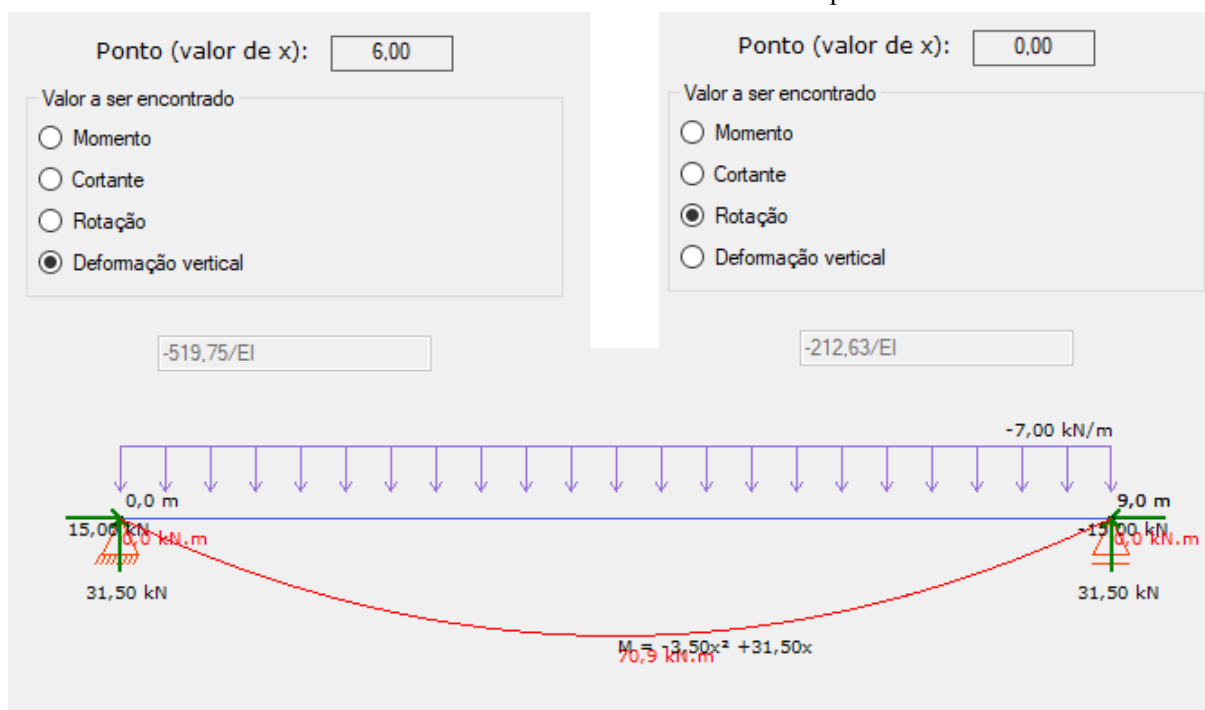 Ponto (valor de x): 6,00
Valor a ser encontrado
Momento
Cortante
Rotação
Deformação vertical
-519,75/EI
Ponto (valor de x): 0,00
Valor a ser encontrado
Momento
Cortante
Rotação
Deformação vertical
-212,63/EI
-7,00 kN/m
0,0 m
9,0 m
15,00 kN
0,0 kN.m
-15,00 kN
0,0 kN.m
31,50 kN
31,50 kN
M = -3,50x² +31,50x
70,9 kN.m